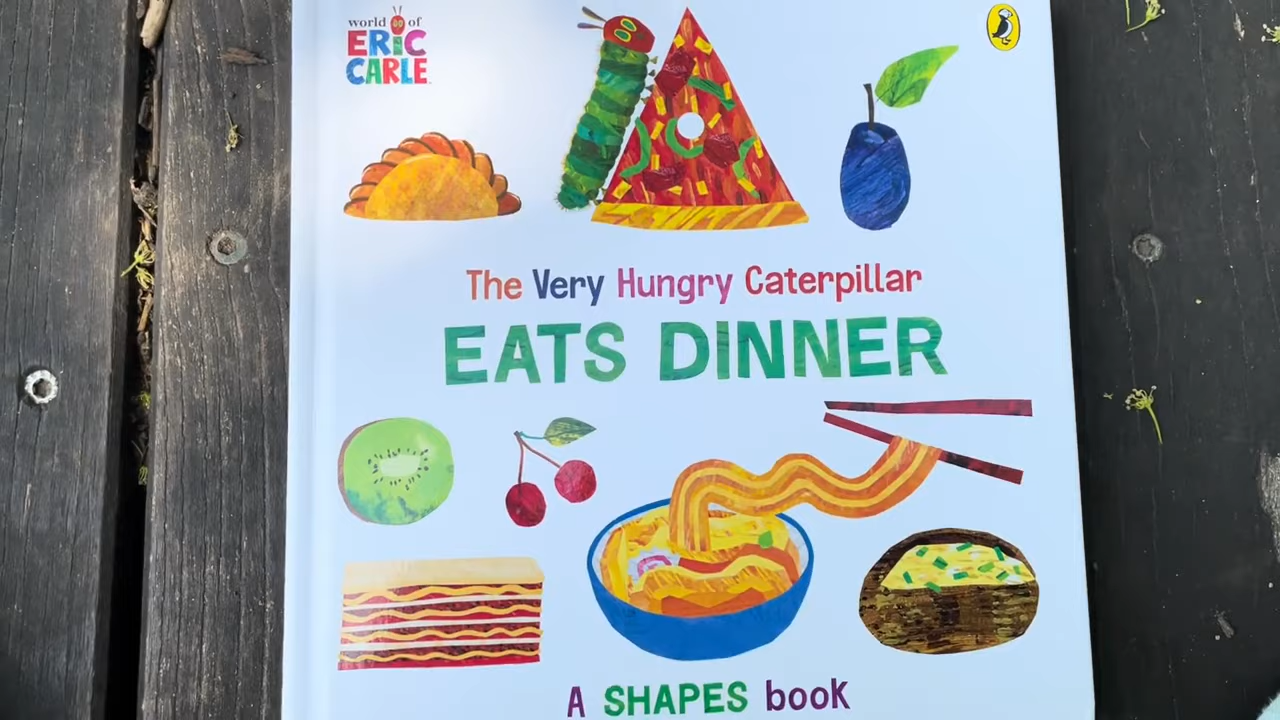 world of
ERiC
CARLE
The Very Hungry Caterpillar
EATS DINNER
A SHAPES book